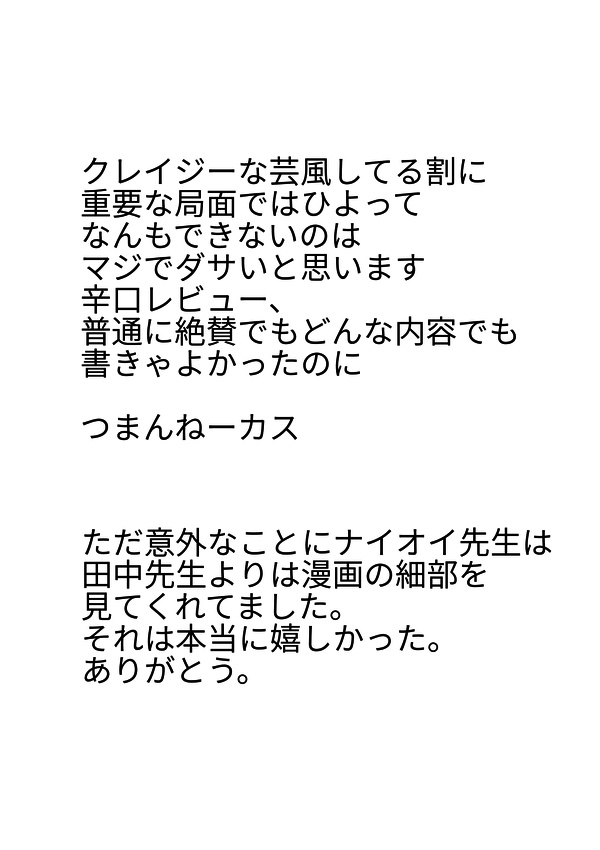 クレイジーな芸風してる割に
重要な局面ではひよって
なんもできないのは
マジでダサいと思います
辛口レビュー、
普通に絶賛でもどんな内容でも
書きゃよかったのに
つまんねーカス
ただ意外なことにナイオイ先生は
田中先生よりは漫画の細部を
見てくれてました。
それは本当に嬉しかった。
ありがとう。